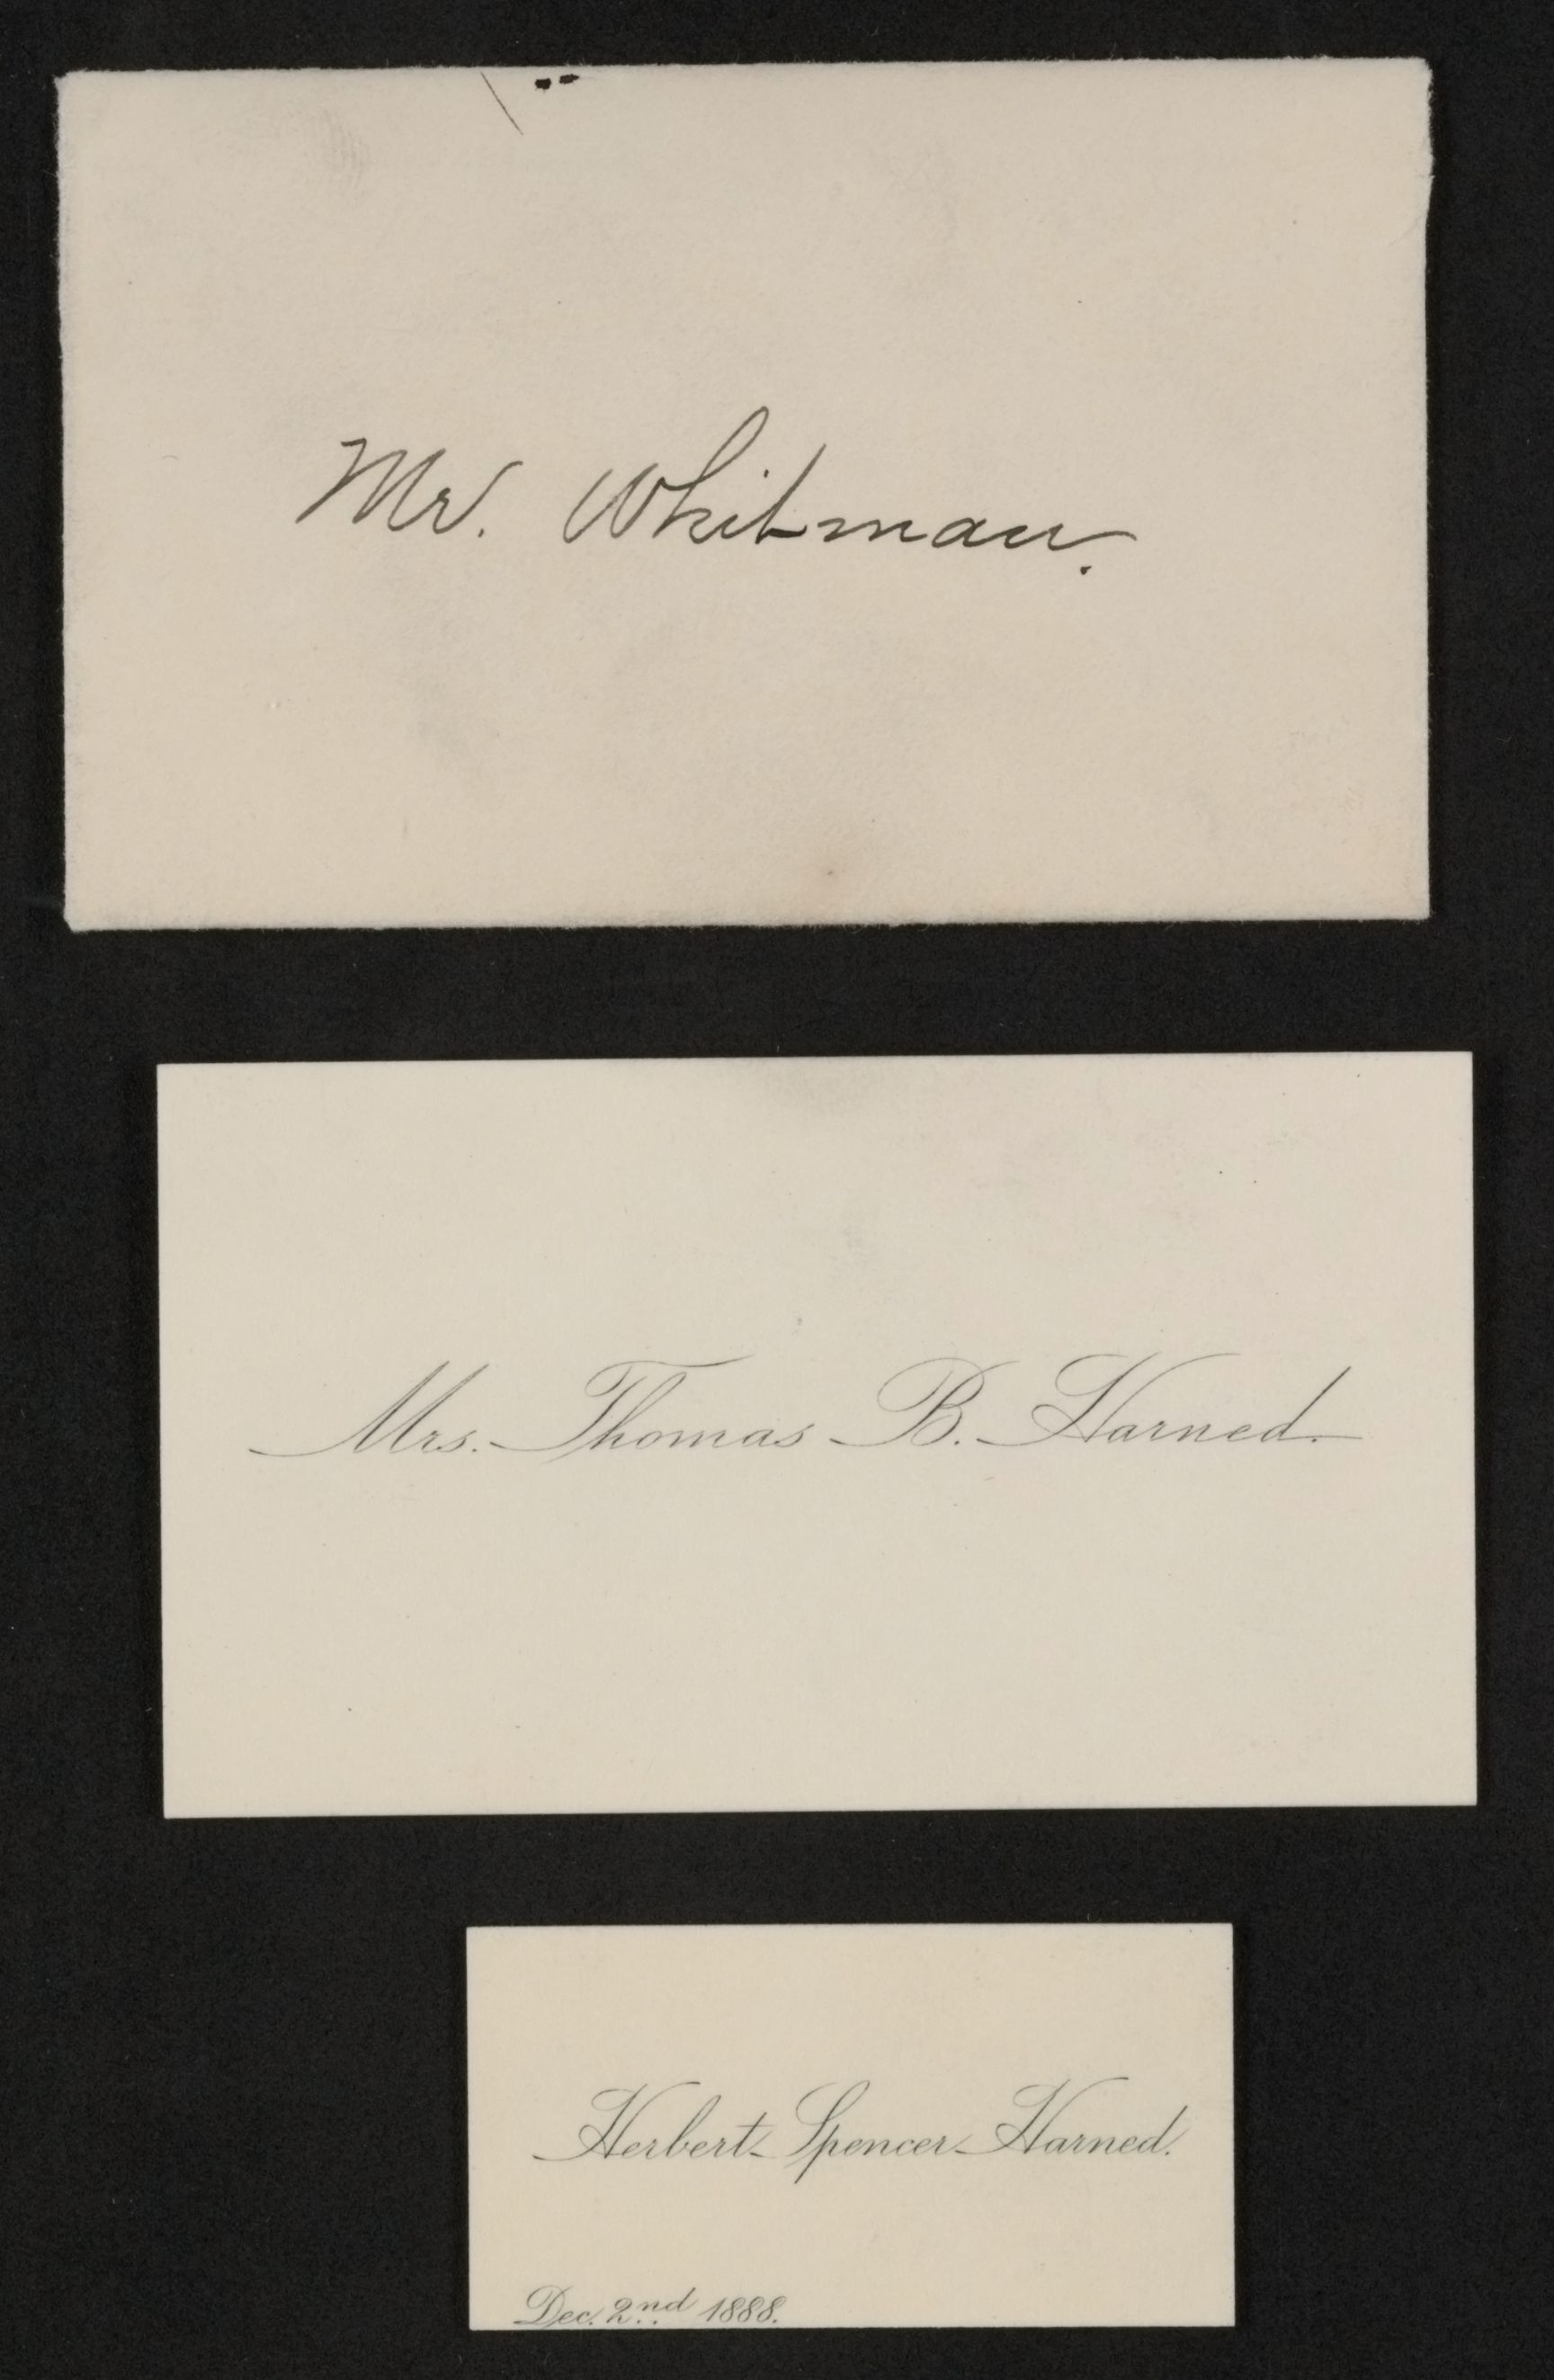 Mr. Whitman.
Mrs. Thomas B. Harned.
Herbert Spencer Harned.
Dec. 2nd 1888.